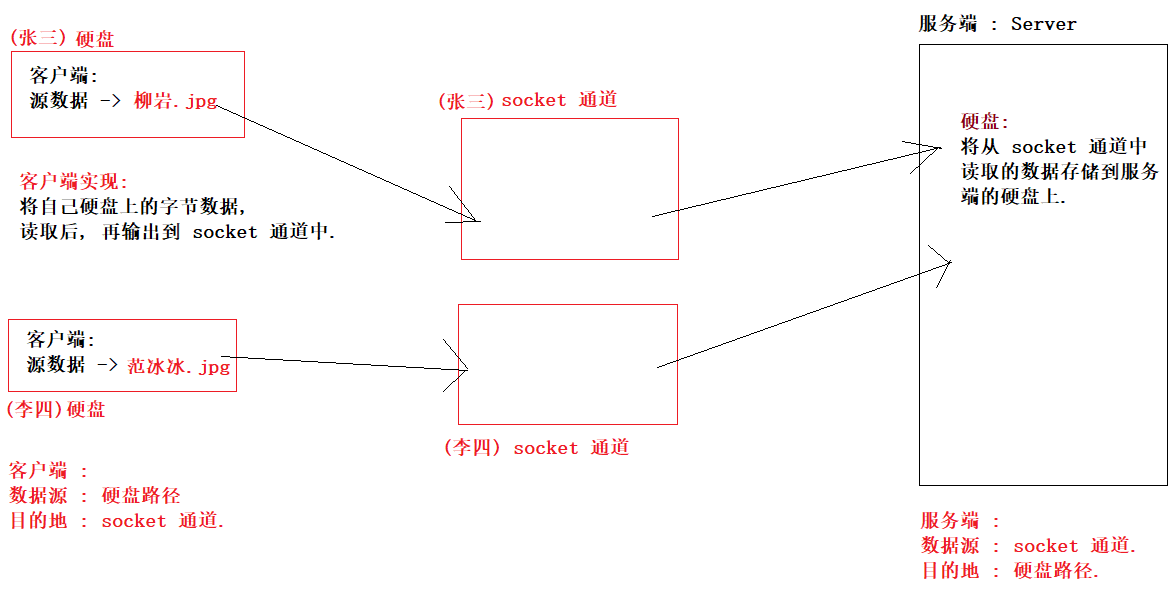 (张三) 硬盘
客户端:
源数据 -> 柳岩.jpg
客户端实现:
将自己硬盘上的字节数据,
读取后, 再输出到 socket 通道中.
客户端:
源数据 -> 范冰冰.jpg
(李四) 硬盘
客户端 :
数据源 : 硬盘路径
目的地 : socket 通道.
(张三) socket 通道
(李四) socket 通道
服务端 : Server
硬盘:
将从 socket 通道中
读取的数据存储到服务
端的硬盘上.
服务端 :
数据源 : socket 通道.
目的地 : 硬盘路径.